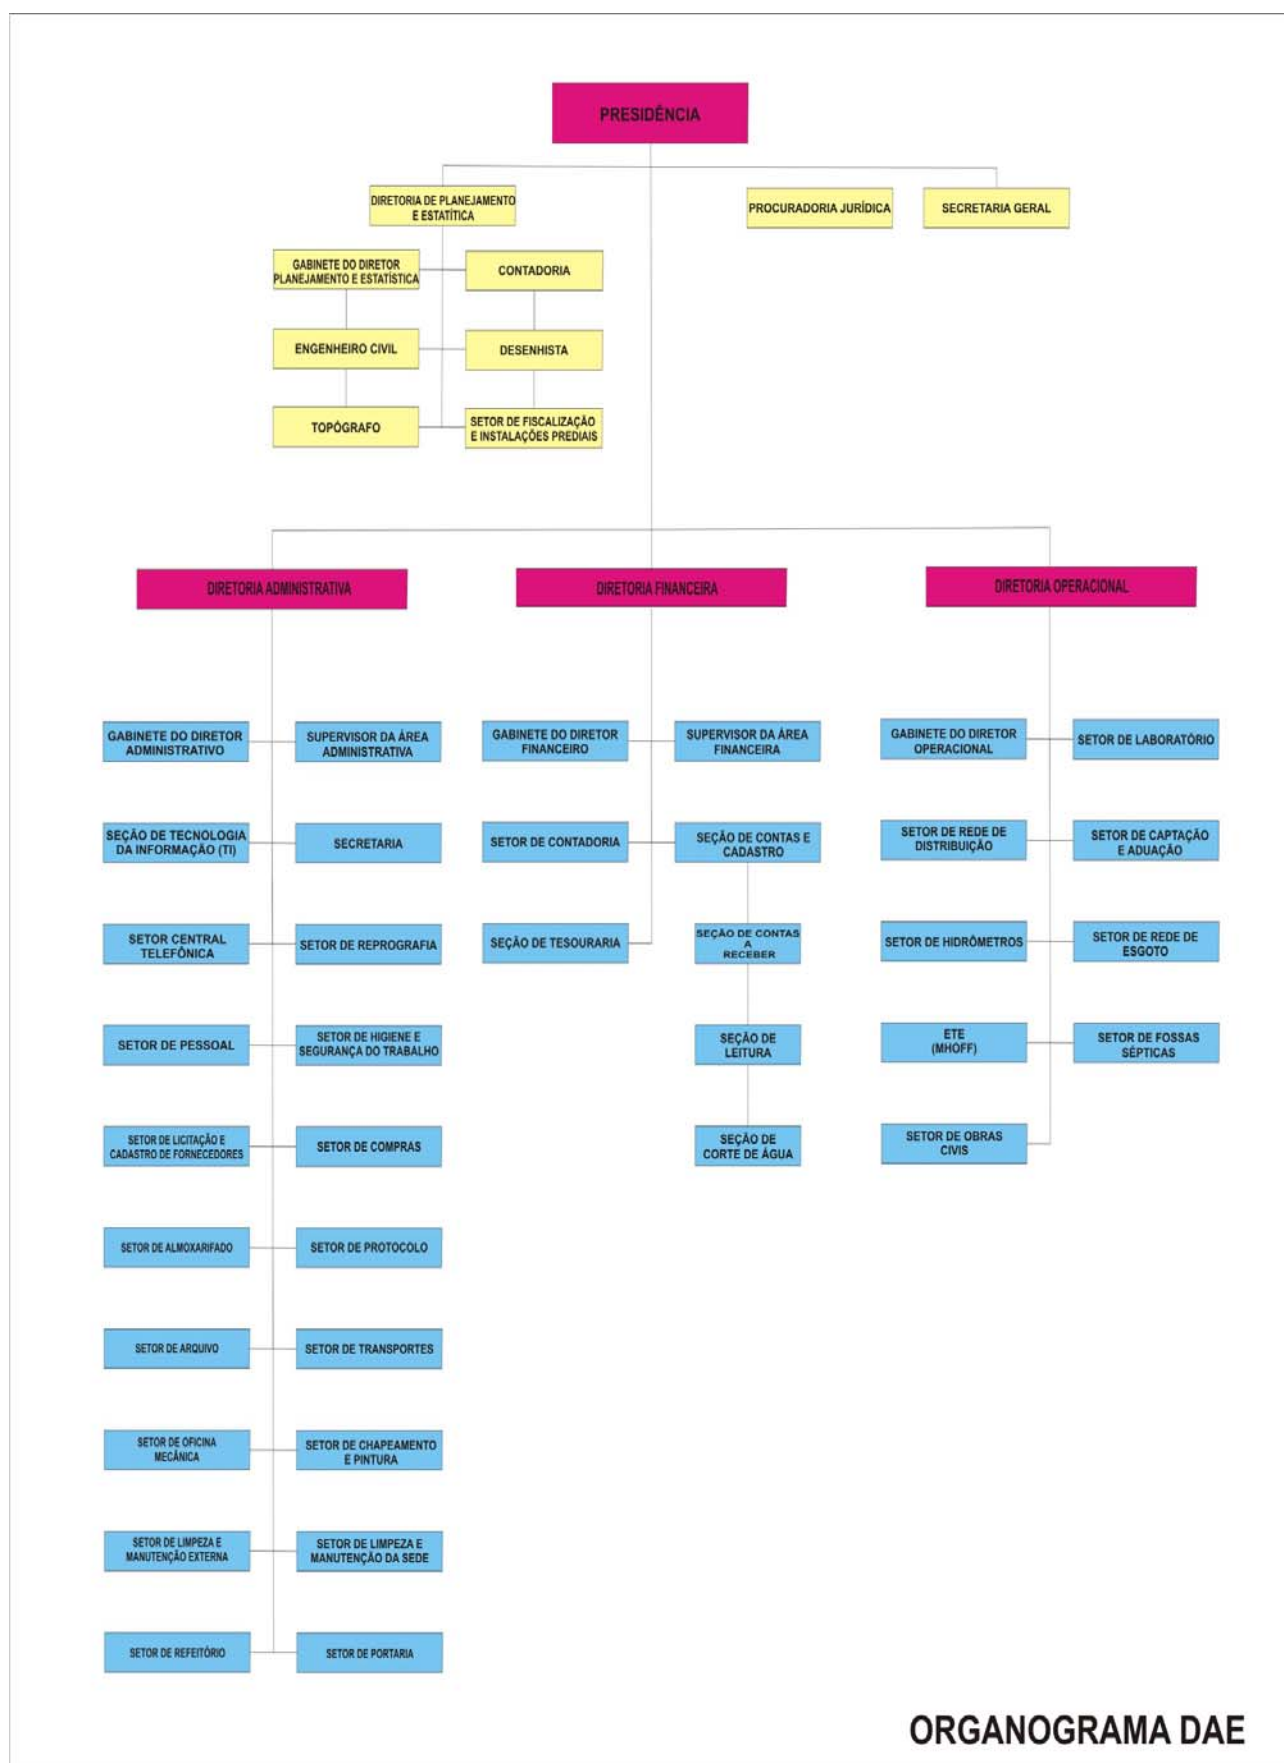 PRESIDÊNCIA
DIRETORIA DE PLANEJAMENTO
E ESTATÍTICA
PROCURADORIA JURÍDICA
SECRETARIA GERAL
GABINETE DO DIRETOR
PLANEJAMENTO E ESTATÍSTICA
CONTADORIA
ENGENHEIRO CIVIL
DESENHISTA
TOPÓGRAFO
SETOR DE FISCALIZAÇÃO
E INSTALAÇÕES PREDIAIS
DIRETORIA ADMINISTRATIVA
DIRETORIA FINANCEIRA
DIRETORIA OPERACIONAL
GABINETE DO DIRETOR
ADMINISTRATIVO
SUPERVISOR DA ÁREA
ADMINISTRATIVA
GABINETE DO DIRETOR
FINANCEIRO
SUPERVISOR DA ÁREA
FINANCEIRA
GABINETE DO DIRETOR
OPERACIONAL
SETOR DE LABORATÓRIO
SEÇÃO DE TECNOLOGIA
DA INFORMAÇÃO (TI)
SECRETARIA
SETOR DE CONTADORIA
SEÇÃO DE CONTAS E
CADASTRO
SETOR DE REDE DE
DISTRIBUIÇÃO
SETOR DE CAPTAÇÃO
E ADUAÇÃO
SETOR CENTRAL
TELEFÔNICA
SETOR DE REPROGRAFIA
SEÇÃO DE TESOURARIA
SEÇÃO DE CONTAS
A
RECEBER
SETOR DE HIDRÔMETROS
SETOR DE REDE DE
ESGOTO
SETOR DE PESSOAL
SETOR DE HIGIENE E
SEGURANÇA DO TRABALHO
SEÇÃO DE
LEITURA
ETE
(MHOFF)
SETOR DE FOSSAS
SÉPTICAS
SETOR DE LICITAÇÃO E
CADASTRO DE FORNECEDORES
SETOR DE COMPRAS
SEÇÃO DE
CORTE DE ÁGUA
SETOR DE OBRAS
CIVIS
SETOR DE ALMOXARIFADO
SETOR DE PROTOCOLO
SETOR DE ARQUIVO
SETOR DE TRANSPORTES
SETOR DE OFICINA
MECÂNICA
SETOR DE CHAPEAMENTO
E PINTURA
SETOR DE LIMPEZA E
MANUTENÇÃO EXTERNA
SETOR DE LIMPEZA E
MANUTENÇÃO DA SEDE
SETOR DE REFEITÓRIO
SETOR DE PORTARIA
ORGANOGRAMA DAE